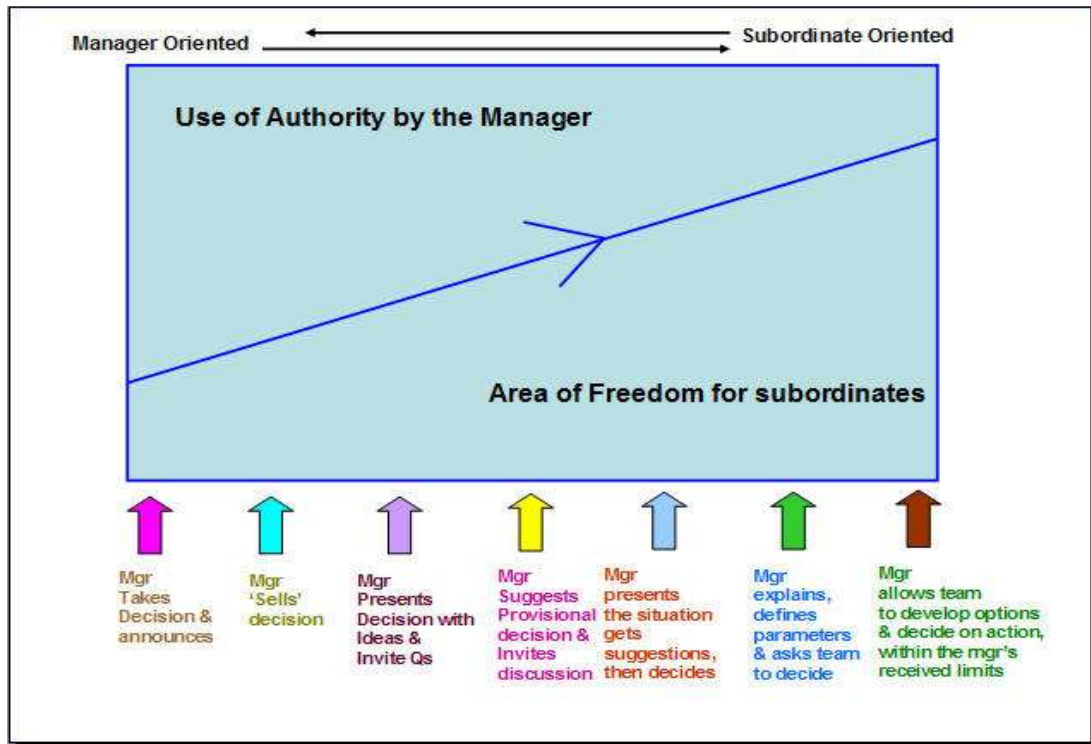 Manager Oriented
Subordinate Oriented
Use of Authority by the Manager
Area of Freedom for subordinates
Mgr
Takes
Decision &
announces
Mgr
‘Sells’
decision
Mgr
Presents
Decision with
Ideas &
Invite Qs
Mgr
Suggests
Provisional
decision &
Invites
discussion
Mgr
presents
the situation
gets
suggestions,
then decides
Mgr
explains,
defines
parameters
& asks team
to decide
Mgr
allows team
to develop options
& decide on action,
within the mgr’s
received limits